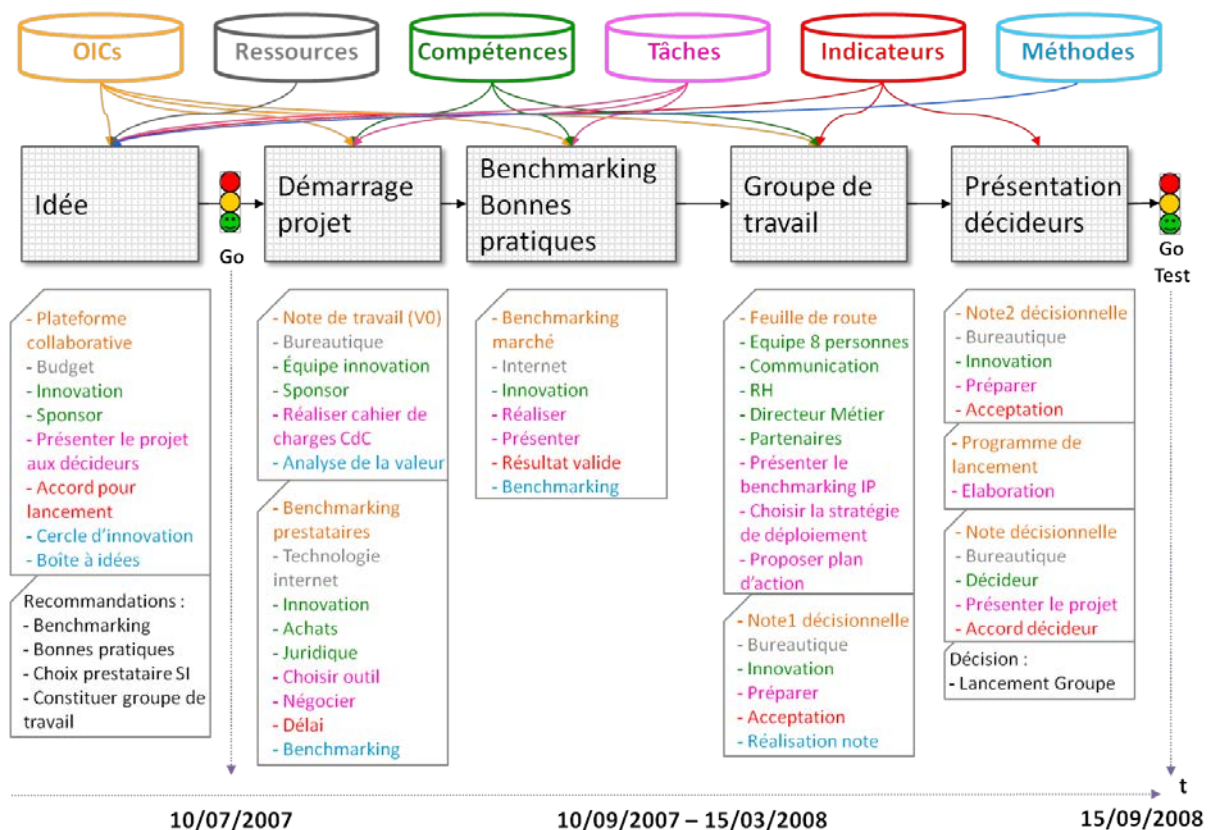 OICs
Ressources
Compétences
Tâches
Indicateurs
Méthodes
Idée
Go
Démarrage
projet
Benchmarking
Bonnes
pratiques
Groupe de
travail
Présentation
décideurs
Go
Test
- Plateforme
collaborative
- Budget
- Innovation
- Sponsor
- Présenter le projet
aux décideurs
- Accord pour
lancement
- Cercle d'innovation
- Boîte à idées
Recommandations :
- Benchmarking
- Bonnes pratiques
- Choix prestataire SI
- Constituer groupe de
travail
- Note de travail (V0)
- Bureautique
- Équipe innovation
- Sponsor
- Réaliser cahier de
charges CdC
- Analyse de la valeur
- Benchmarking
prestataires
- Technologie
internet
- Innovation
- Achats
- Juridique
- Choisir outil
- Négocier
- Délai
- Benchmarking
- Benchmarking
marché
- Internet
- Innovation
- Réaliser
- Présenter
- Résultat valide
- Benchmarking
- Feuille de route
- Equipe 8 personnes
- Communication
- RH
- Directeur Métier
- Partenaires
- Présenter le
benchmarking IP
- Choisir la stratégie
de déploiement
- Proposer plan
d'action
- Note1 décisionnelle
- Bureautique
- Innovation
- Préparer
- Acceptation
- Réalisation note
- Note2 décisionnelle
- Bureautique
- Innovation
- Préparer
- Acceptation
- Programme de
lancement
- Elaboration
- Note décisionnelle
- Bureautique
- Décideur
- Présenter le projet
- Accord décideur
Décision :
- Lancement Groupe
t
10/07/2007
10/09/2007 – 15/03/2008
15/09/2008